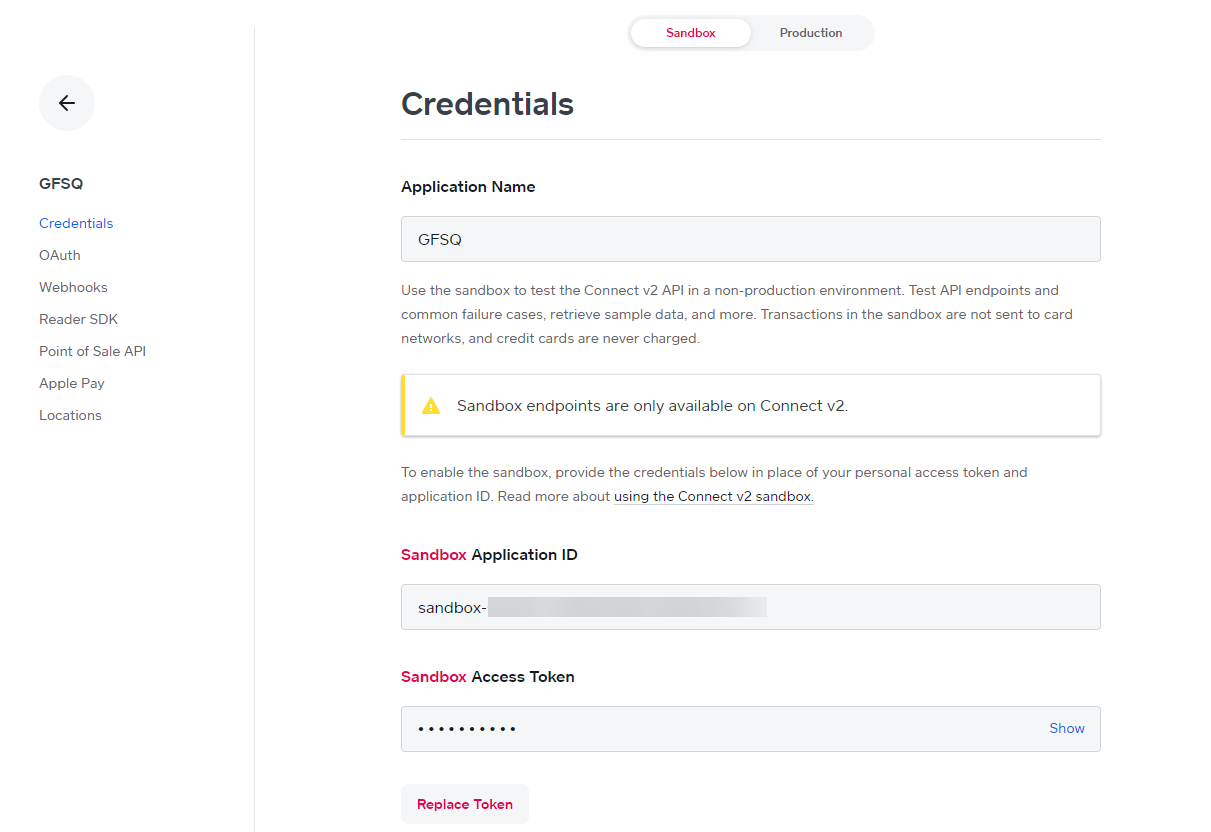 Sandbox
Production
GFSQ
Credentials
OAuth
Webhooks
Reader SDK
Point of Sale API
Apple Pay
Locations
Credentials
Application Name
GFSQ
Use the sandbox to test the Connect v2 API in a non-production environment. Test API endpoints and
common failure cases, retrieve sample data, and more. Transactions in the sandbox are not sent to card
networks, and credit cards are never charged.
Sandbox endpoints are only available on Connect v2.
To enable the sandbox, provide the credentials below in place of your personal access token and
application ID. Read more about using the Connect v2 sandbox.
Sandbox Application ID
sandbox-
Sandbox Access Token
••••••••••
Show
Replace Token